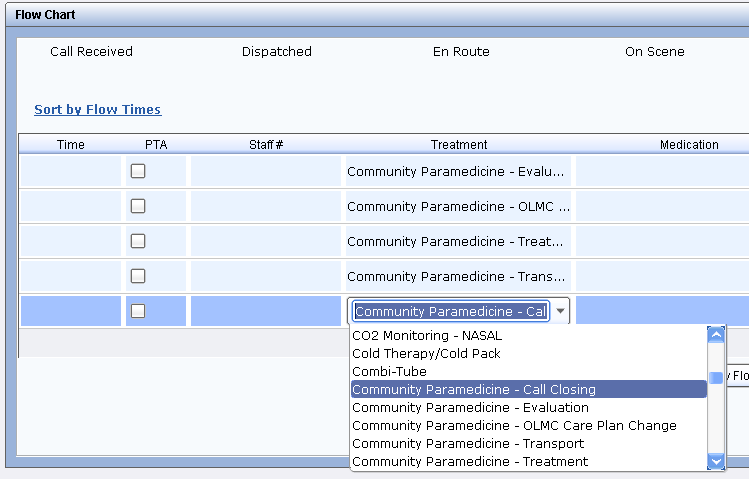 Flow Chart
Call Received Dispatched En Route On Scene
Sort by Flow Times
Time PTA Staff# Treatment Medication
Community Paramedicine - Evalu...
Community Paramedicine - OLMC ...
Community Paramedicine - Treat...
Community Paramedicine - Trans...
Community Paramedicine - Cal
CO2 Monitoring - NASAL
Cold Therapy/Cold Pack
Combi-Tube
y Flo
Community Paramedicine - Call Closing
Community Paramedicine - Evaluation
Community Paramedicine - OLMC Care Plan Change
Community Paramedicine - Transport
Community Paramedicine - Treatment